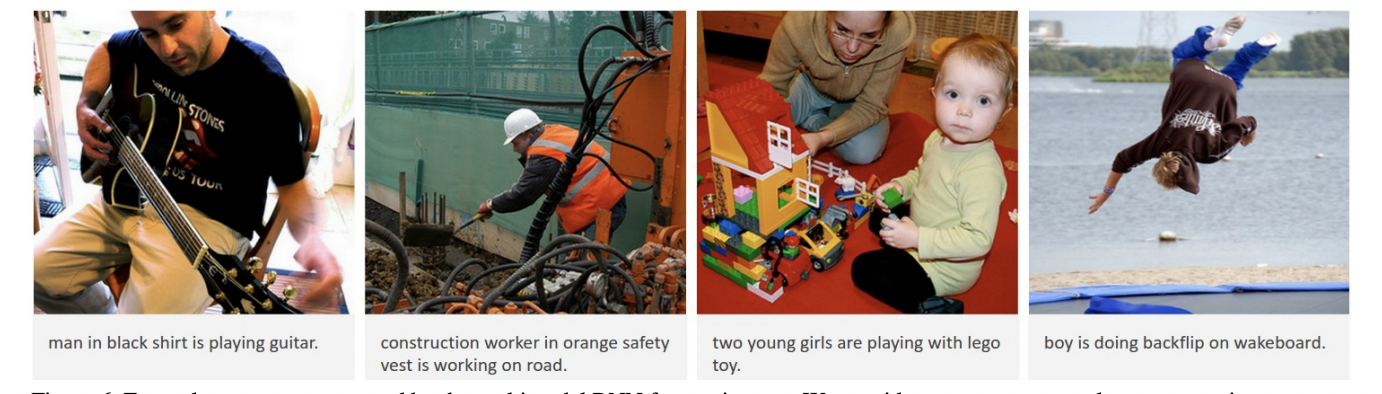 ROLLING
STONES
US TOUR
man in black shirt is playing guitar.
construction worker in orange safety
vest is working on road.
two young girls are playing with lego
toy.
boy is doing backflip on wakeboard.